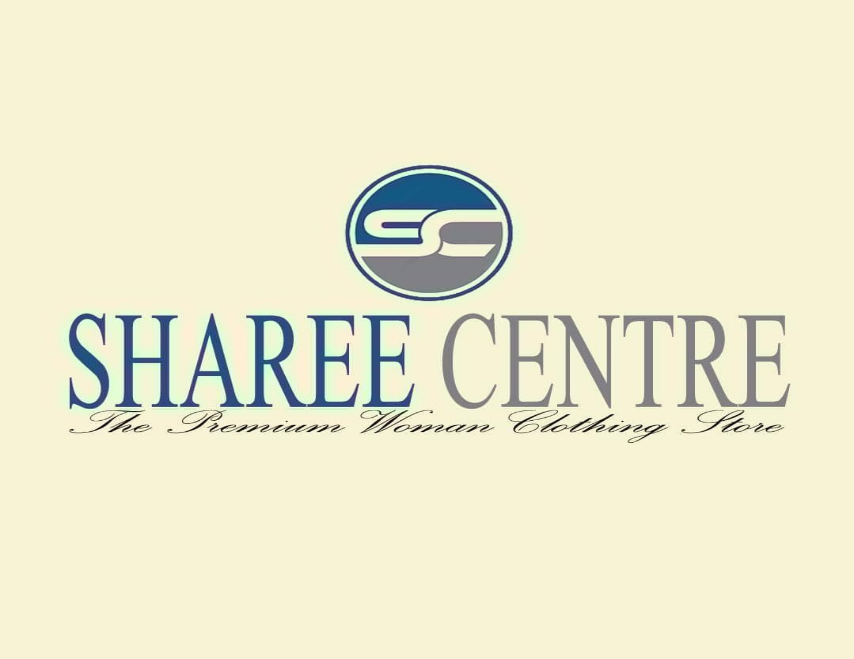 SC
SHAREE CENTRE
The Premium Woman Clothing Store